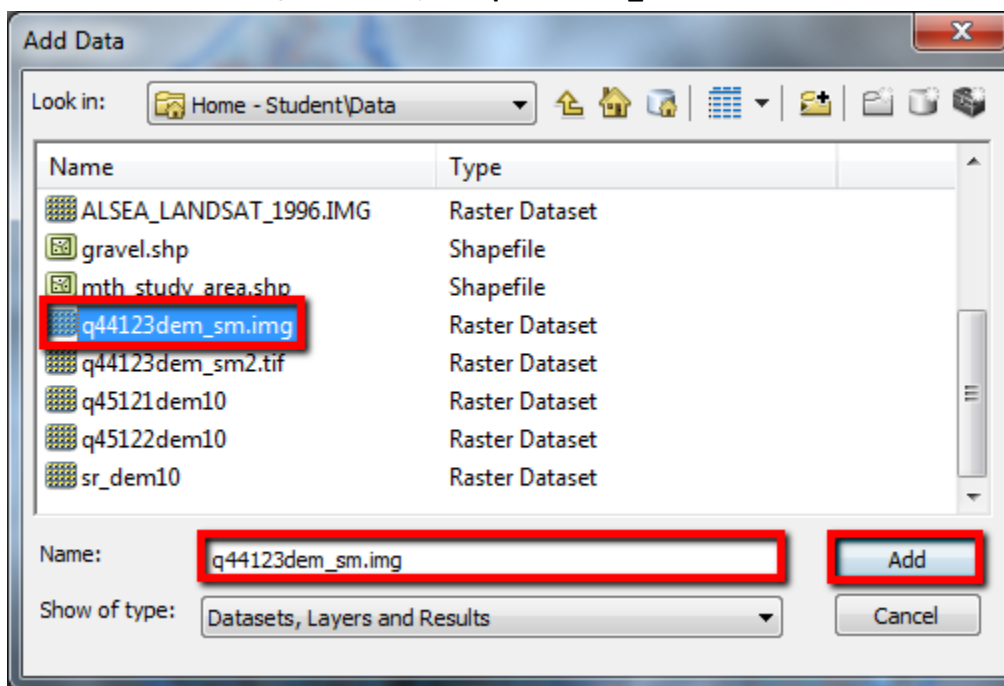 Add Data
Look in: Home - Student\Data
Name Type
ALSEA_LANDSAT_1996.IMG Raster Dataset
gravel.shp Shapefile
mth_study_area.shp Shapefile
q44123dem_sm.img Raster Dataset
q44123dem_sm2.tif Raster Dataset
q45121dem10 Raster Dataset
q45122dem10 Raster Dataset
sr_dem10 Raster Dataset
Name: q44123dem_sm.img Add
Show of type: Datasets, Layers and Results Cancel